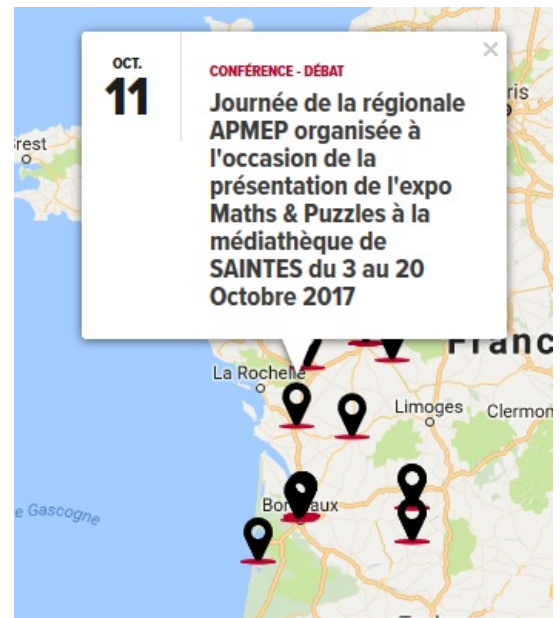 OCT.
11
×
CONFÉRENCE - DÉBAT
Journée de la régionale
APMEP organisée à
l'occasion de la
présentation de l'expo
Maths & Puzzles à la
médiathèque de
SAINTES du 3 au 20
Octobre 2017
ris
rest
Franc
La Rochelle
Limoges
Clermon
e Gascogne